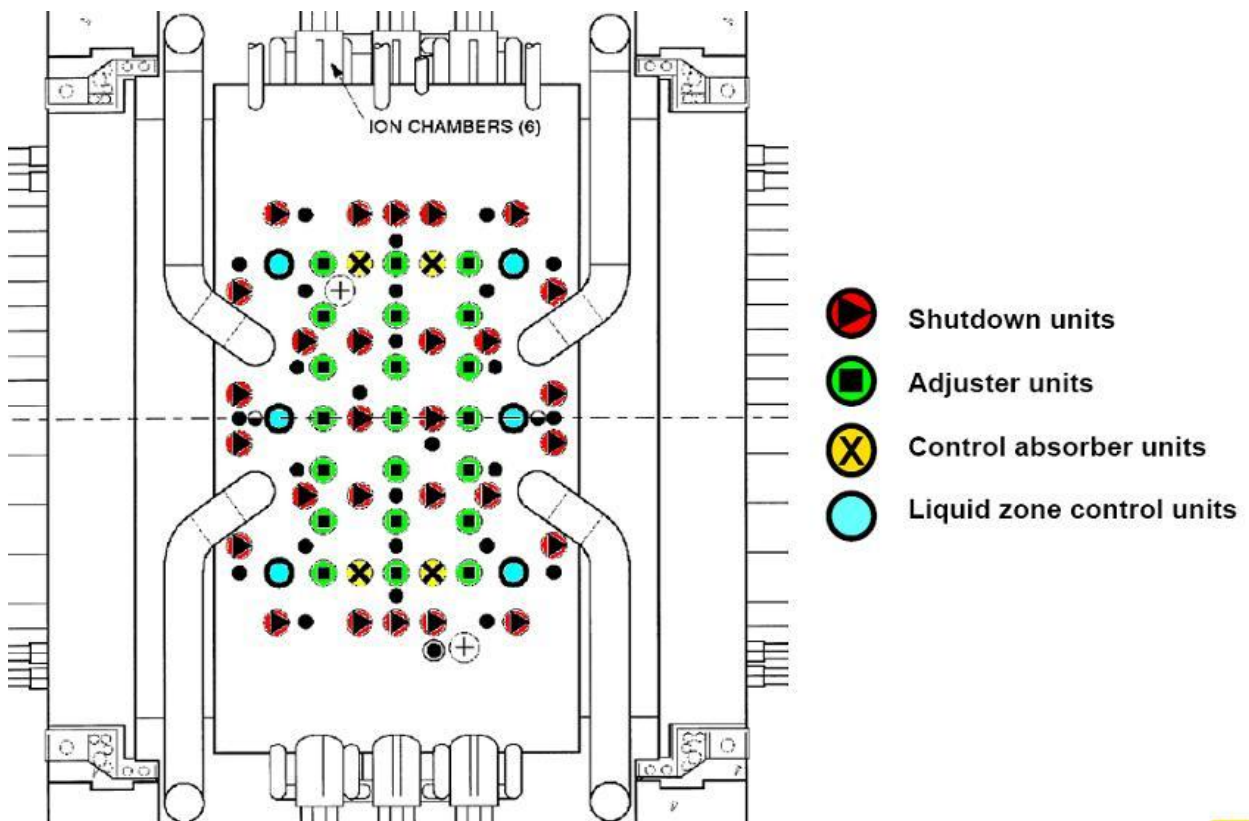 ION CHAMBERS (6)
Shutdown units
Adjuster units
Control absorber units
Liquid zone control units